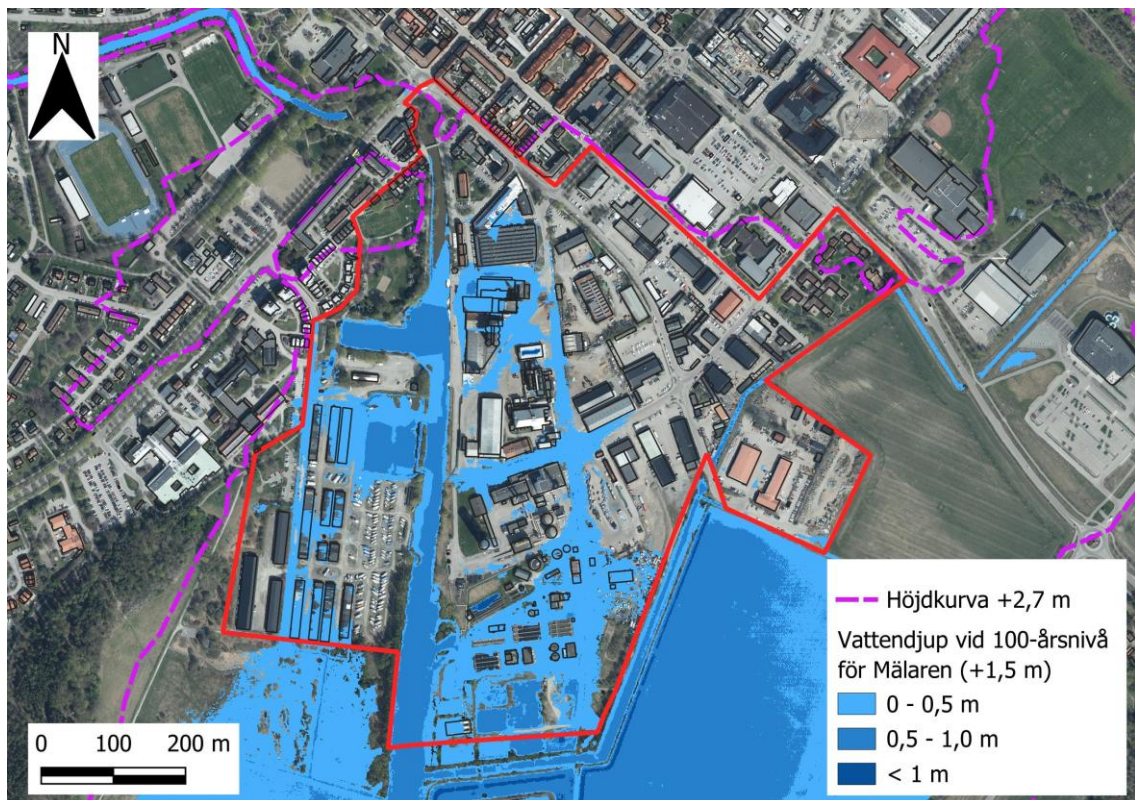 N
Höjdkurva +2,7 m
Vattendjup vid 100-årsnivå
för Mälaren (+1,5 m)
0 - 0,5 m
0,5 - 1,0 m
< 1 m
0 100 200 m